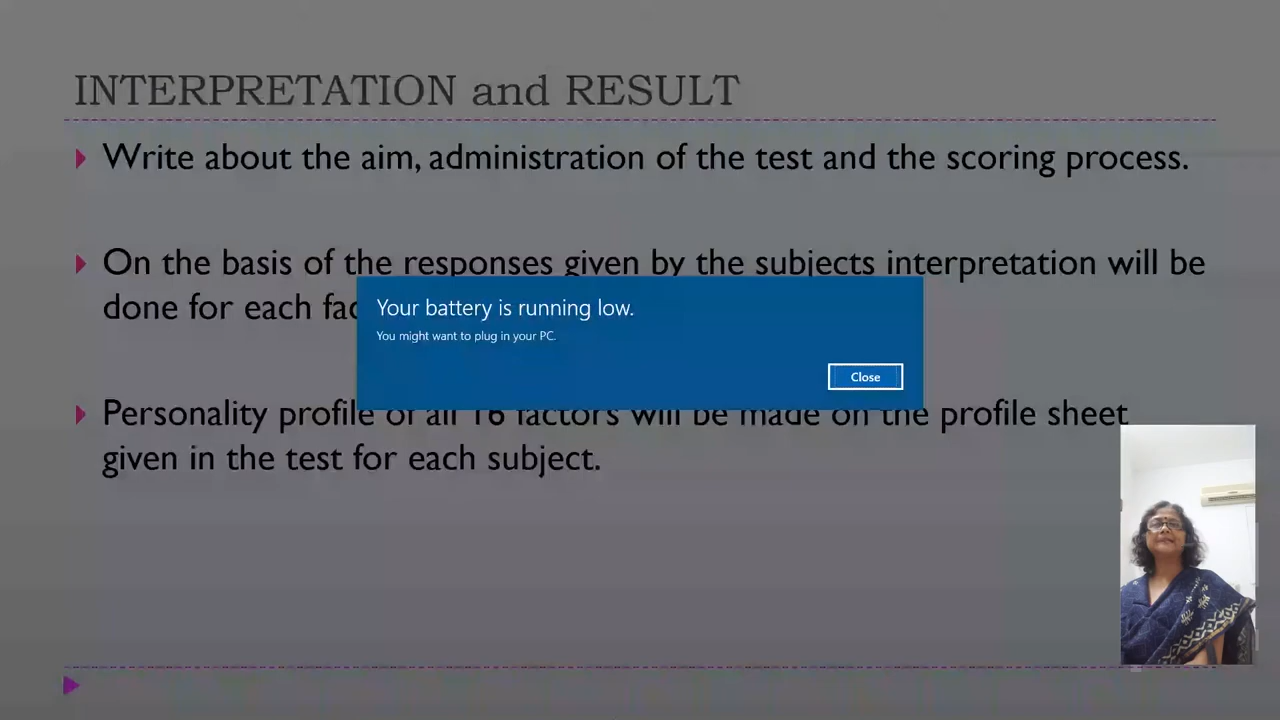 INTERPRETATION and RESULT
Write about the aim, administration of the test and the scoring process.
On the basis of the responses given by the subjects interpretation will be
done for each
Your battery is running low.
You might want to plug in your PC.
Close
Personality profile of all 16 factors will be made on the profile sheet
given in the test for each subject.